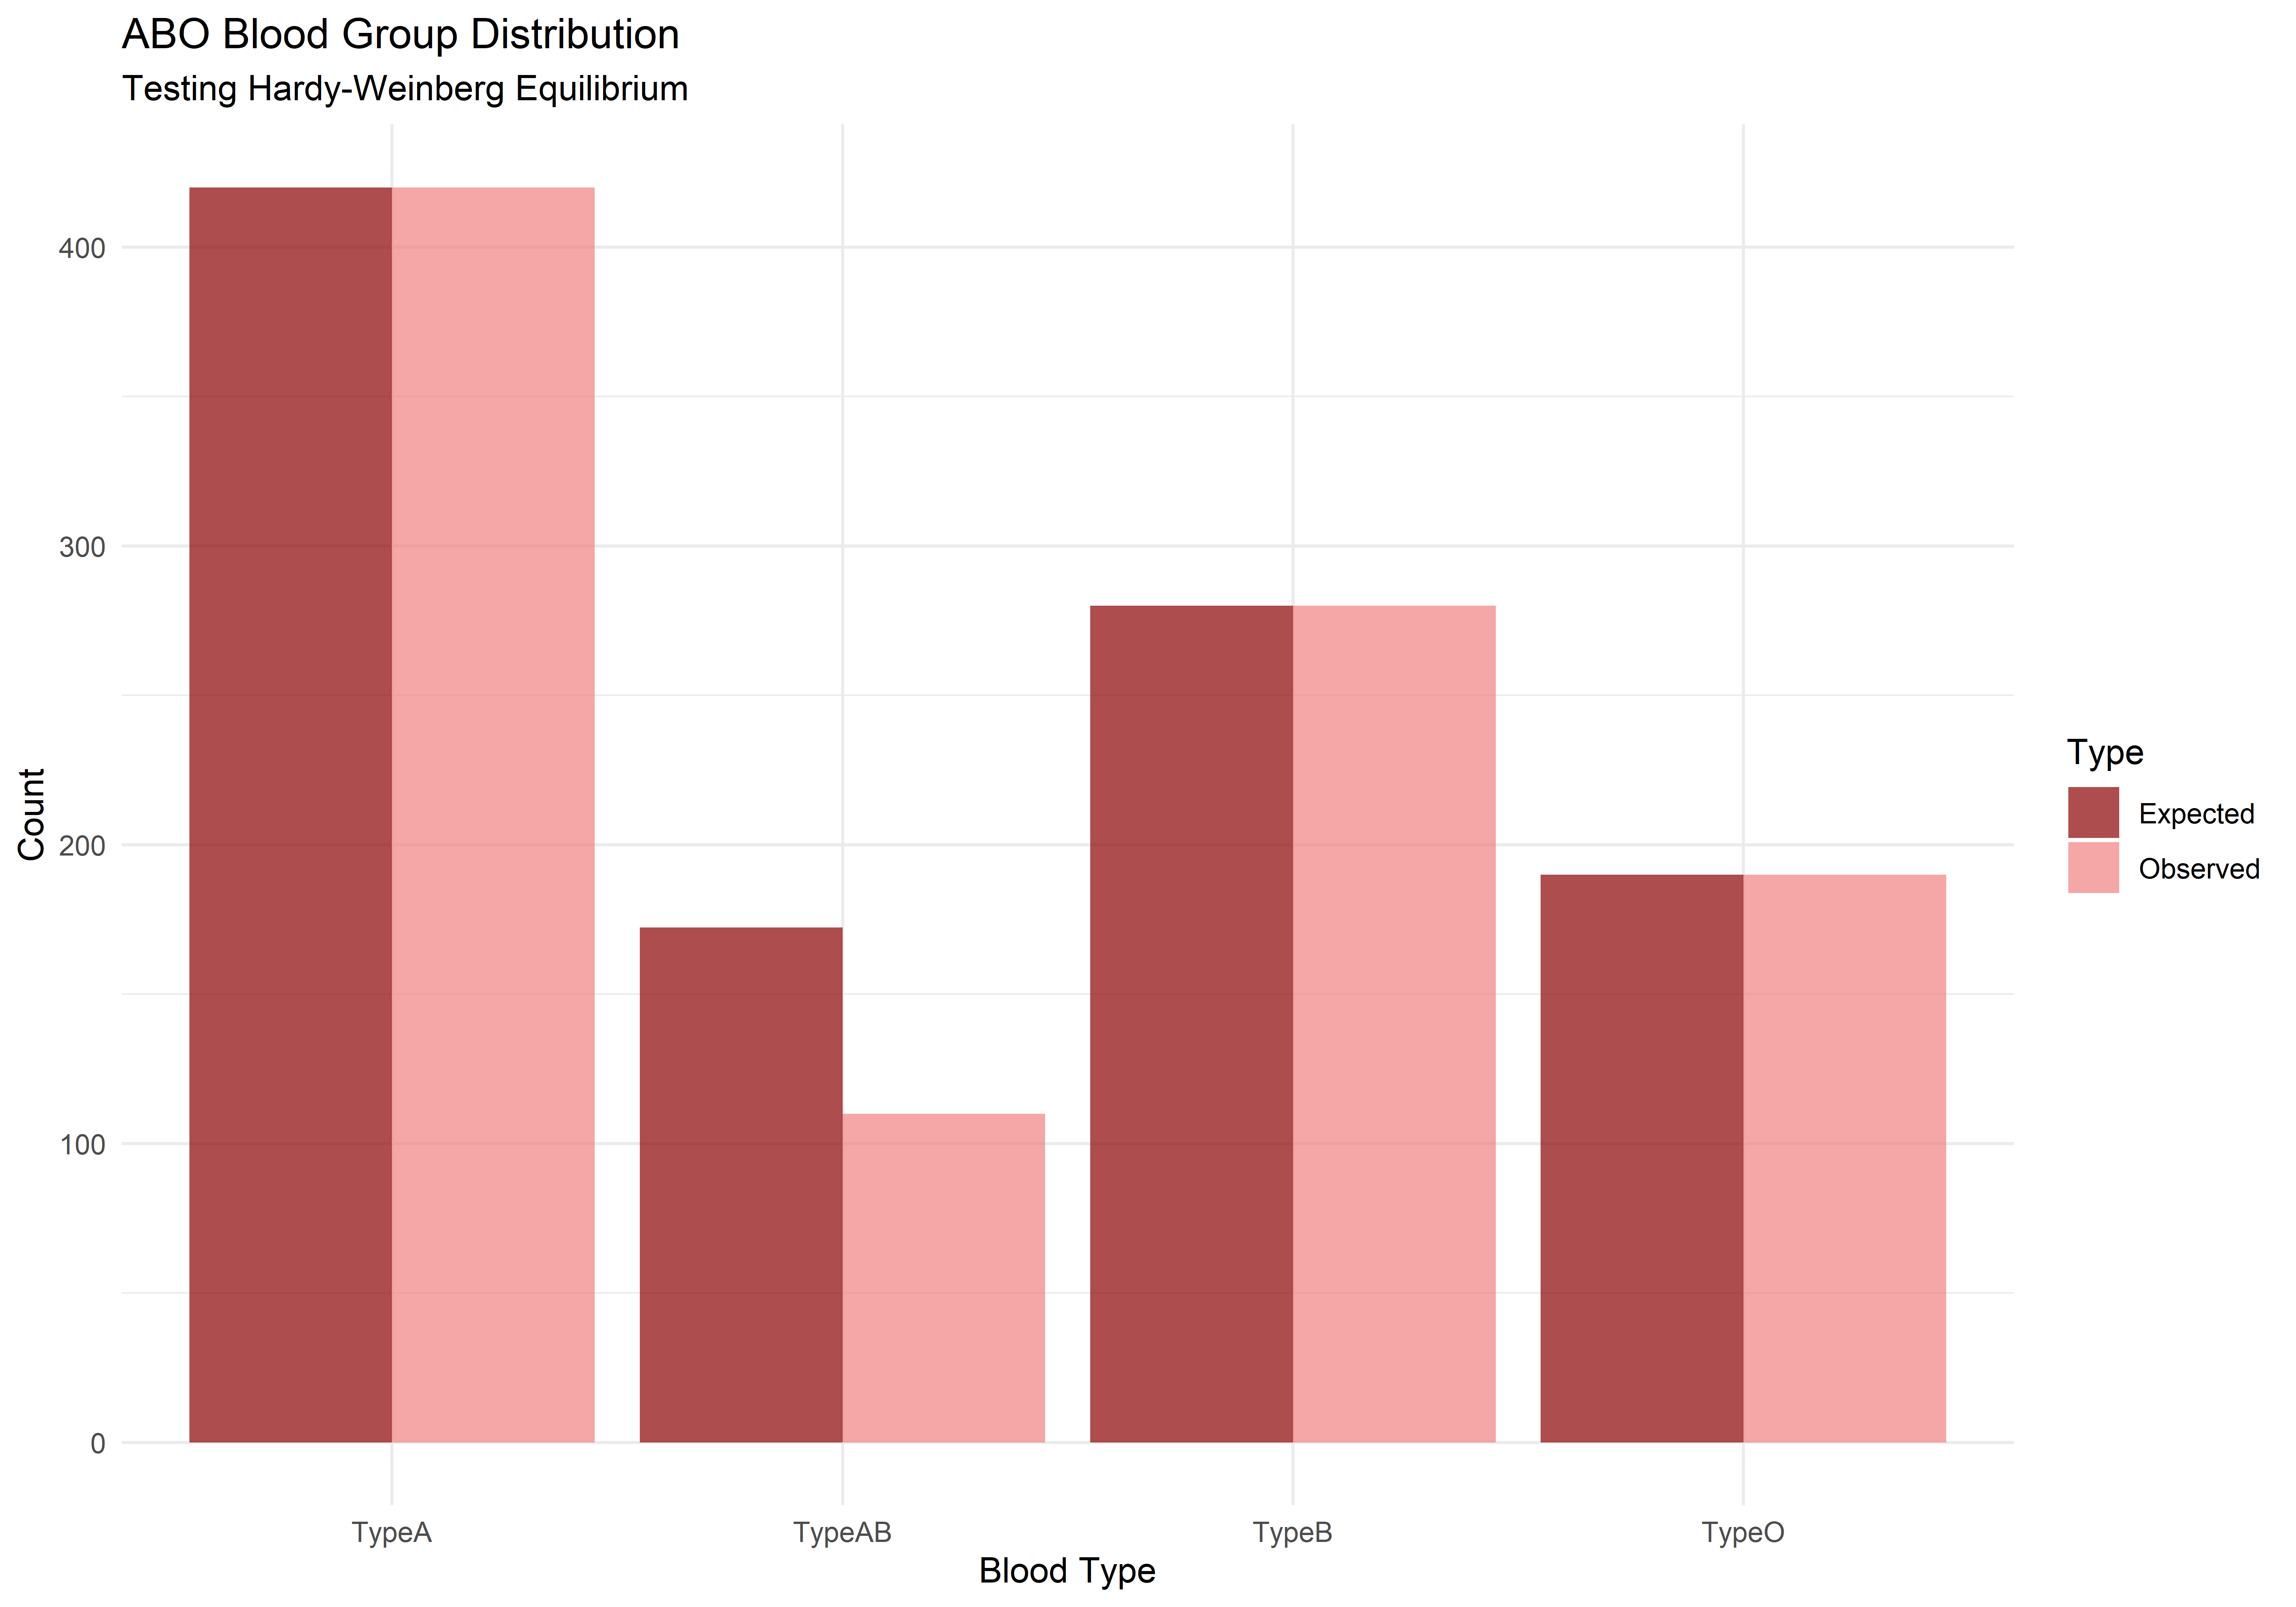 ABO Blood Group Distribution
Testing Hardy-Weinberg Equilibrium
Count
400
300
200
100
0
TypeA
TypeAB
TypeB
TypeO
Blood Type
Type
Expected
Observed